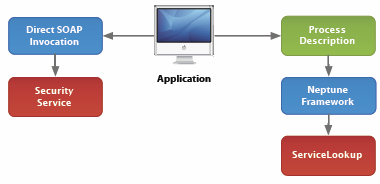 Direct SOAP
Invocation
Security
Service
Application
Process
Description
Neptune
Framework
ServiceLookup